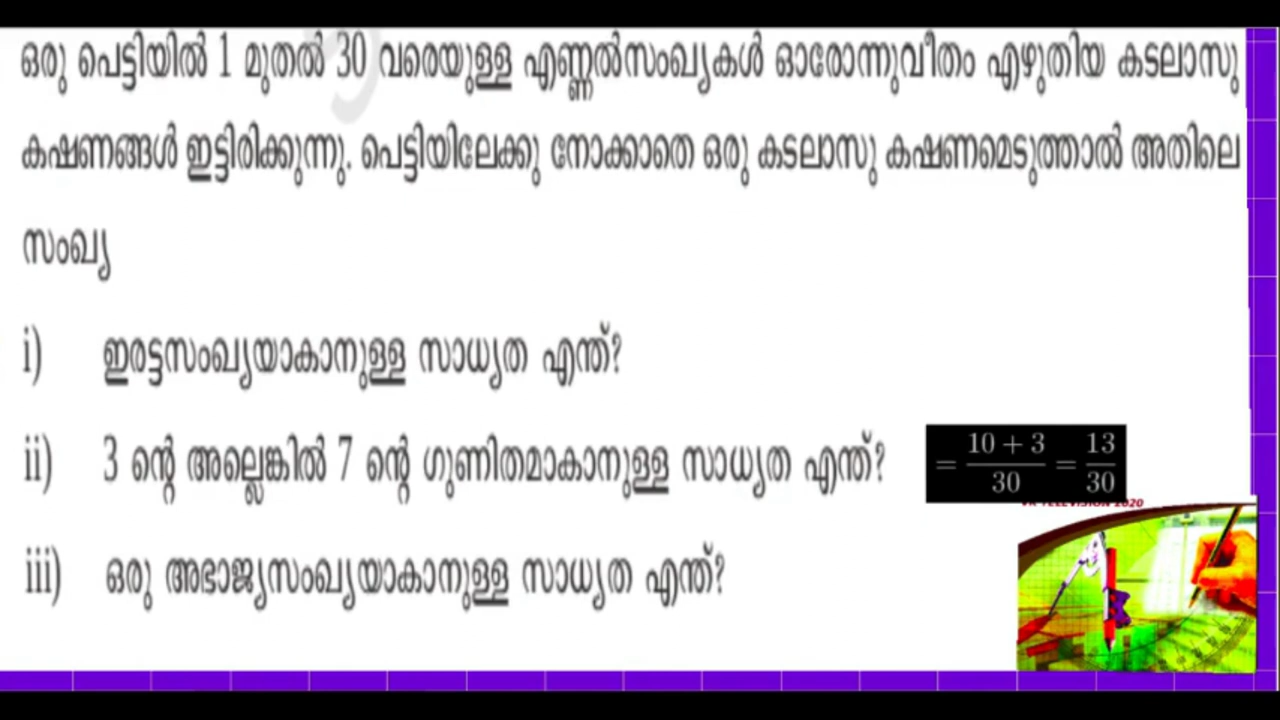 ഒരു പെട്ടിയിൽ 1 മുതൽ 30 വരെയുള്ള എണ്ണൽസംഖ്യകൾ ഓരോന്നുവീതം എഴുതിയ കടലാസു
കഷണങ്ങൾ ഇട്ടിരിക്കുന്നു. പെട്ടിയിലേക്കു നോക്കാതെ ഒരു കടലാസു കഷണമെടുത്താൽ അതിലെ
സംഖ്യ
i) ഇരട്ടസംഖ്യയാകാനുള്ള സാധ്യത എന്ത്?
ii) 3 ന്റെ അല്ലെങ്കിൽ 7 ന്റെ ഗുണിതമാകാനുള്ള സാധ്യത എന്ത്? = (10 + 3)/30 = 13/30
TELEVISION 2020
iii) ഒരു അഭാജ്യസംഖ്യയാകാനുള്ള സാധ്യത എന്ത്?